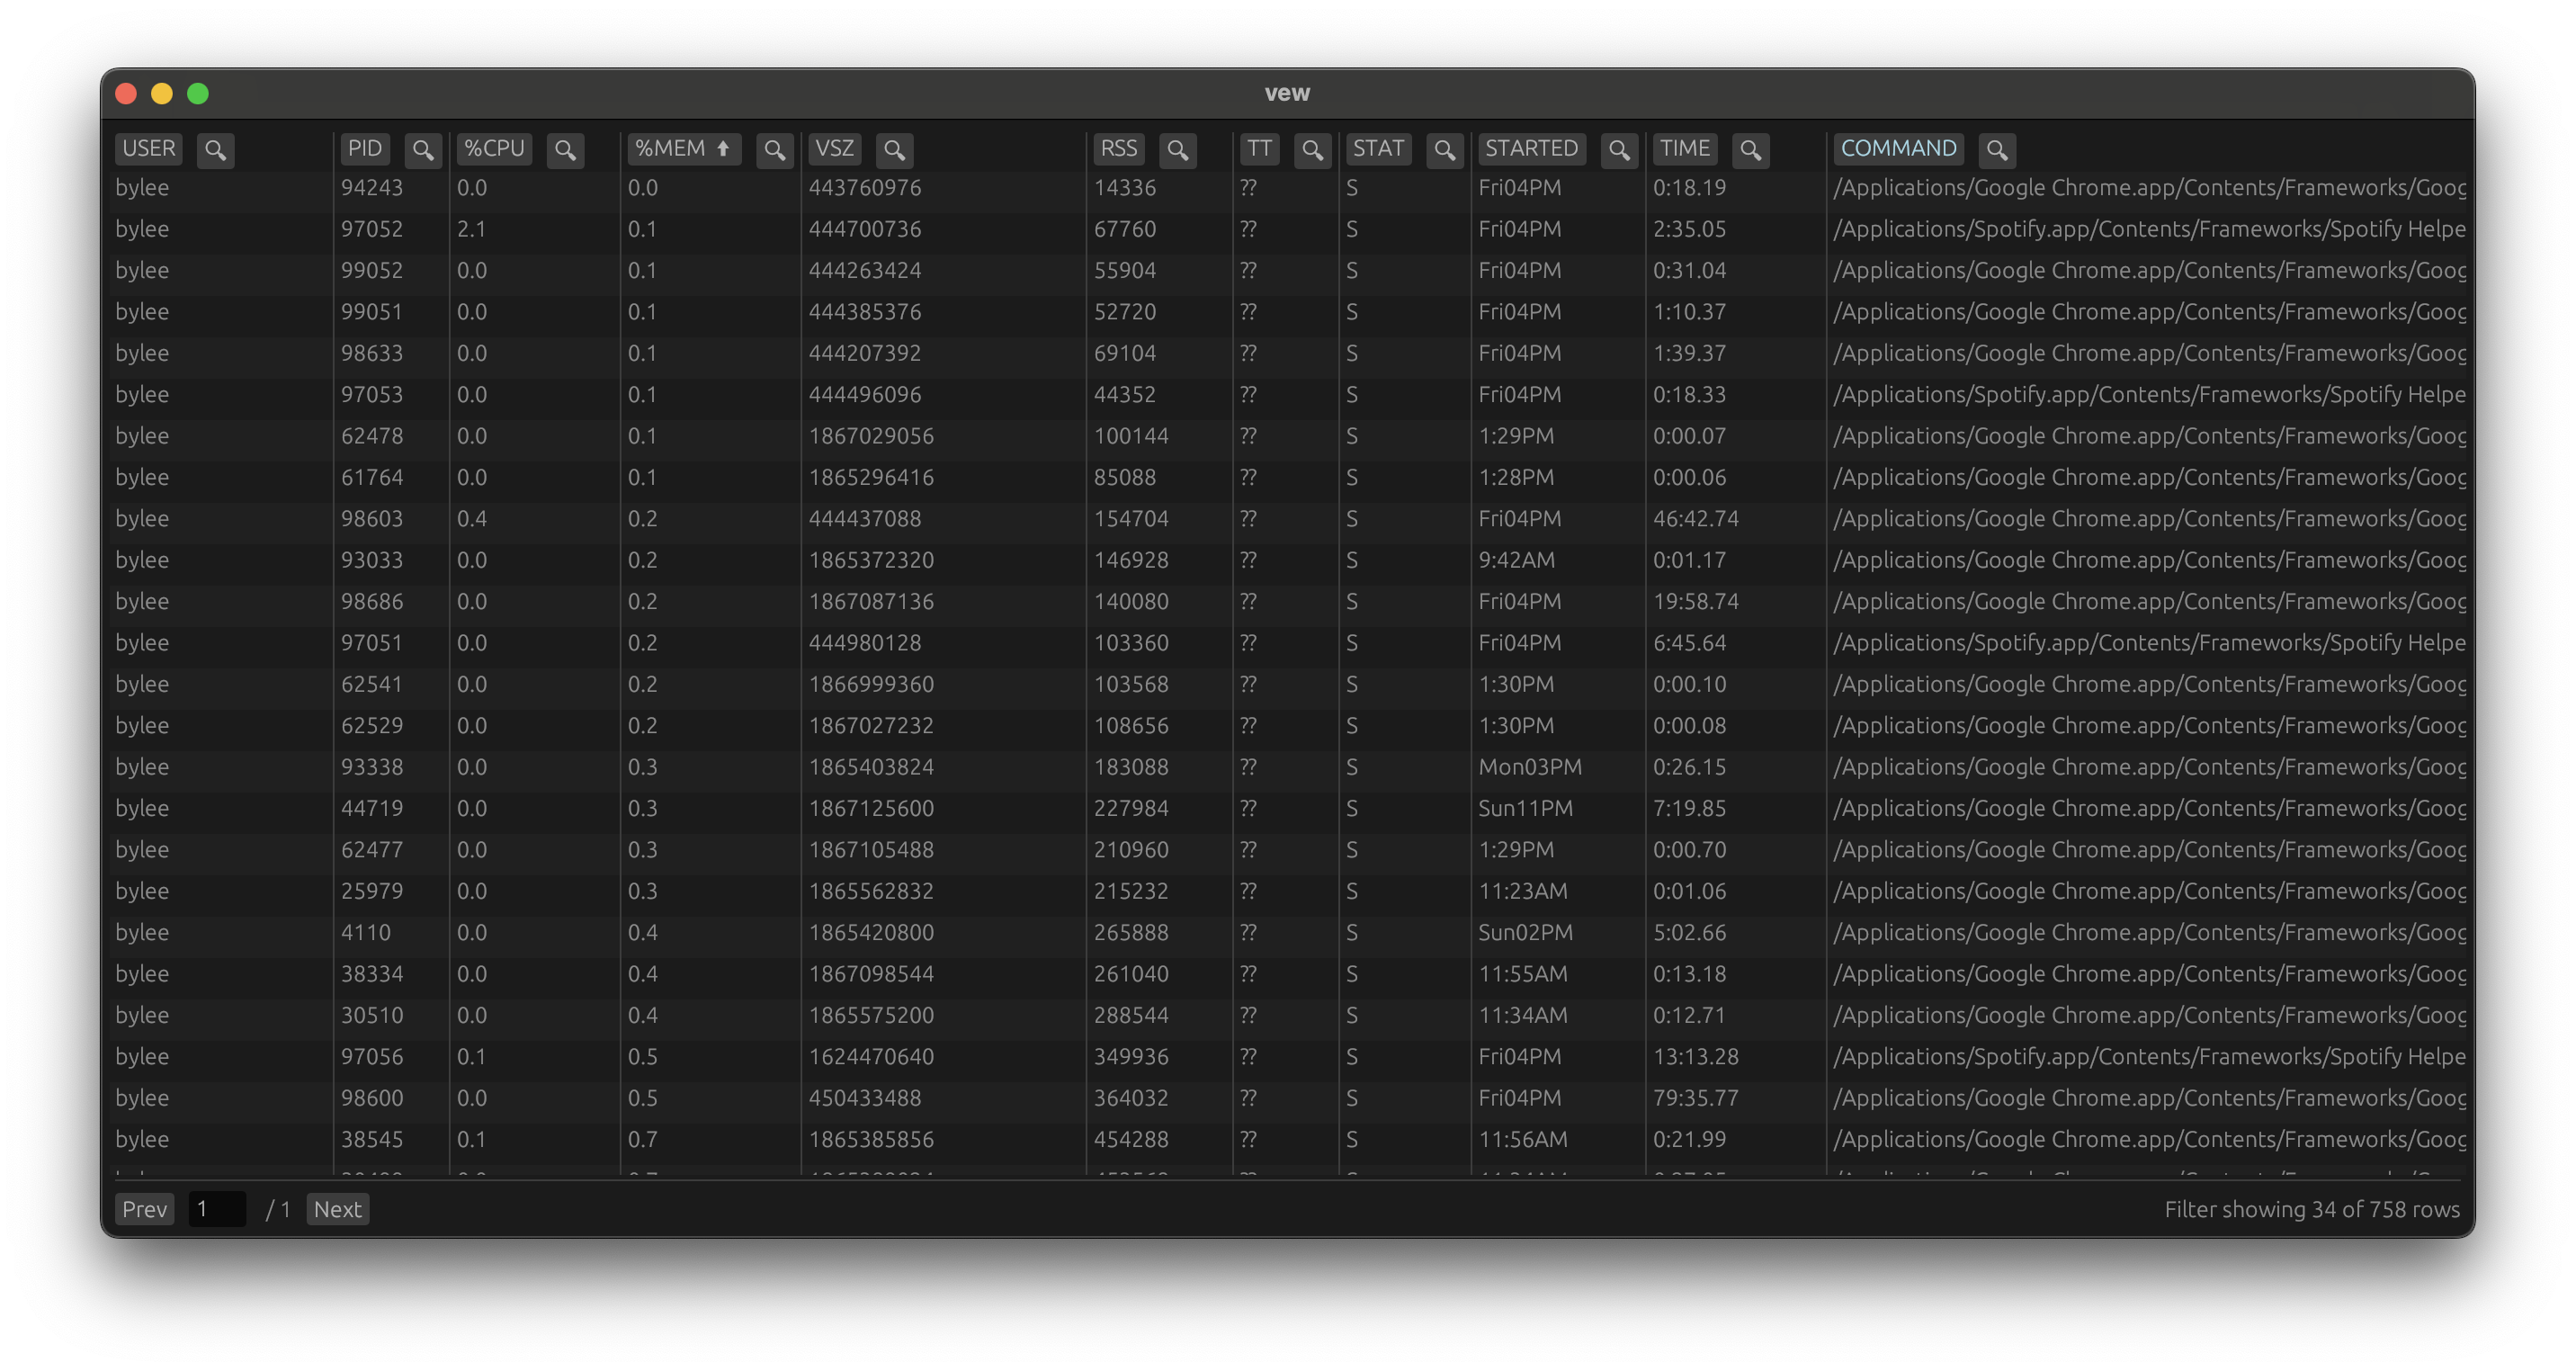 vew
USER PID %CPU %MEM ⬆ VSZ RSS TT STAT STARTED TIME COMMAND
bylee 94243 0.0 0.0 443760976 14336 ?? S Fri04PM 0:18.19 /Applications/Google Chrome.app/Contents/Frameworks/Goog
bylee 97052 2.1 0.1 444700736 67760 ?? S Fri04PM 2:35.05 /Applications/Spotify.app/Contents/Frameworks/Spotify Helpe
bylee 99052 0.0 0.1 444263424 55904 ?? S Fri04PM 0:31.04 /Applications/Google Chrome.app/Contents/Frameworks/Goog
bylee 99051 0.0 0.1 444385376 52720 ?? S Fri04PM 1:10.37 /Applications/Google Chrome.app/Contents/Frameworks/Goog
bylee 98633 0.0 0.1 444207392 69104 ?? S Fri04PM 1:39.37 /Applications/Google Chrome.app/Contents/Frameworks/Goog
bylee 97053 0.0 0.1 444496096 44352 ?? S Fri04PM 0:18.33 /Applications/Spotify.app/Contents/Frameworks/Spotify Helpe
bylee 62478 0.0 0.1 1867029056 100144 ?? S 1:29PM 0:00.07 /Applications/Google Chrome.app/Contents/Frameworks/Goog
bylee 61764 0.0 0.1 1865296416 85088 ?? S 1:28PM 0:00.06 /Applications/Google Chrome.app/Contents/Frameworks/Goog
bylee 98603 0.4 0.2 444437088 154704 ?? S Fri04PM 46:42.74 /Applications/Google Chrome.app/Contents/Frameworks/Goog
bylee 93033 0.0 0.2 1865372320 146928 ?? S 9:42AM 0:01.17 /Applications/Google Chrome.app/Contents/Frameworks/Goog
bylee 98686 0.0 0.2 1867087136 140080 ?? S Fri04PM 19:58.74 /Applications/Google Chrome.app/Contents/Frameworks/Goog
bylee 97051 0.0 0.2 444980128 103360 ?? S Fri04PM 6:45.64 /Applications/Spotify.app/Contents/Frameworks/Spotify Helpe
bylee 62541 0.0 0.2 1866999360 103568 ?? S 1:30PM 0:00.10 /Applications/Google Chrome.app/Contents/Frameworks/Goog
bylee 62529 0.0 0.2 1867027232 108656 ?? S 1:30PM 0:00.08 /Applications/Google Chrome.app/Contents/Frameworks/Goog
bylee 93338 0.0 0.3 1865403824 183088 ?? S Mon03PM 0:26.15 /Applications/Google Chrome.app/Contents/Frameworks/Goog
bylee 44719 0.0 0.3 1867125600 227984 ?? S Sun11PM 7:19.85 /Applications/Google Chrome.app/Contents/Frameworks/Goog
bylee 62477 0.0 0.3 1867105488 210960 ?? S 1:29PM 0:00.70 /Applications/Google Chrome.app/Contents/Frameworks/Goog
bylee 25979 0.0 0.3 1865562832 215232 ?? S 11:23AM 0:01.06 /Applications/Google Chrome.app/Contents/Frameworks/Goog
bylee 4110 0.0 0.4 1865420800 265888 ?? S Sun02PM 5:02.66 /Applications/Google Chrome.app/Contents/Frameworks/Goog
bylee 38334 0.0 0.4 1867098544 261040 ?? S 11:55AM 0:13.18 /Applications/Google Chrome.app/Contents/Frameworks/Goog
bylee 30510 0.0 0.4 1865575200 288544 ?? S 11:34AM 0:12.71 /Applications/Google Chrome.app/Contents/Frameworks/Goog
bylee 97056 0.1 0.5 1624470640 349936 ?? S Fri04PM 13:13.28 /Applications/Spotify.app/Contents/Frameworks/Spotify Helpe
bylee 98600 0.0 0.5 450433488 364032 ?? S Fri04PM 79:35.77 /Applications/Google Chrome.app/Contents/Frameworks/Goog
bylee 38545 0.1 0.7 1865385856 454288 ?? S 11:56AM 0:21.99 /Applications/Google Chrome.app/Contents/Frameworks/Goog
Prev 1 / 1 Next Filter showing 34 of 758 rows